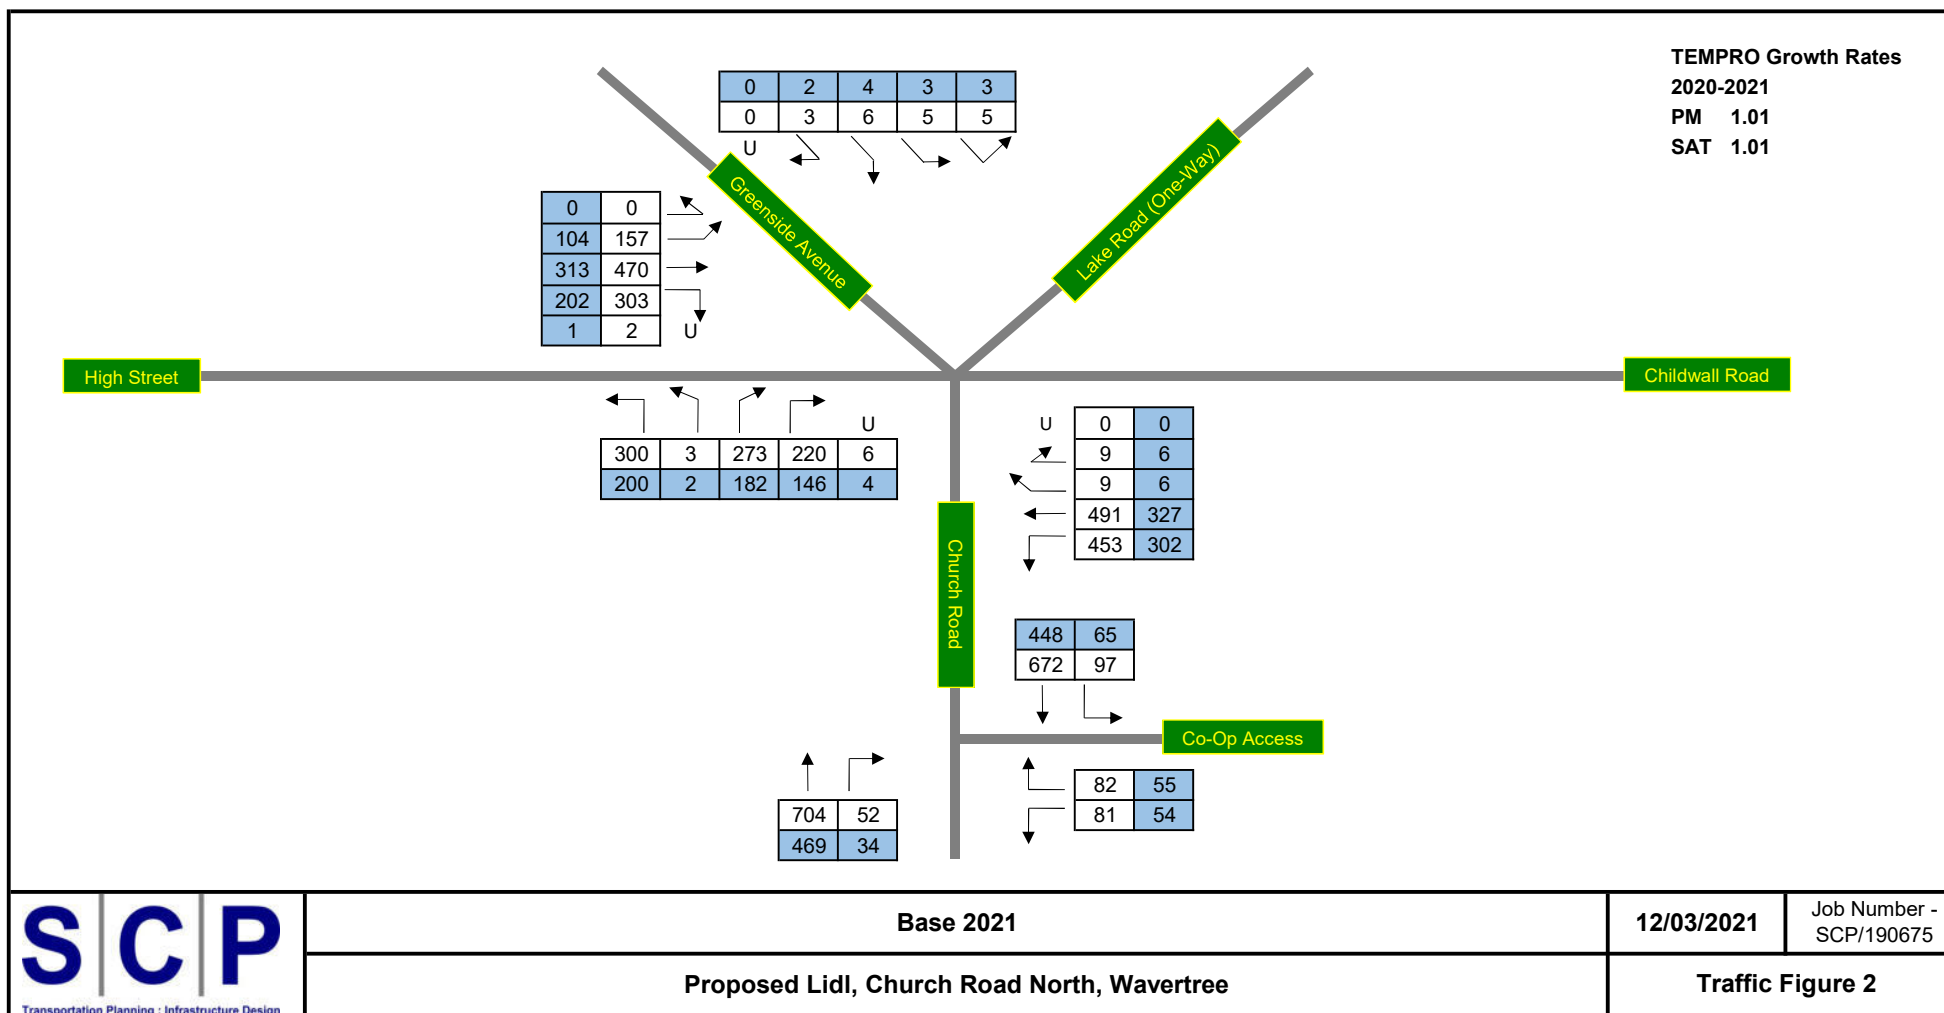 TEMPRO Growth Rates
2020-2021
PM 1.01
SAT 1.01
0 2 4 3 3
0 3 6 5 5
U
Greenside Avenue
Lake Road (One-Way)
0 0
104 157
313 470
202 303
1 2 U
High Street
Childwall Road
U
300 3 273 220 6
200 2 182 146 4
U 0 0
9 6
9 6
491 327
453 302
Church Road
448 65
672 97
Co-Op Access
704 52
469 34
82 55
81 54
SCP
Transportation Planning : Infrastructure Design
Base 2021
12/03/2021
Job Number -
SCP/190675
Proposed Lidl, Church Road North, Wavertree
Traffic Figure 2